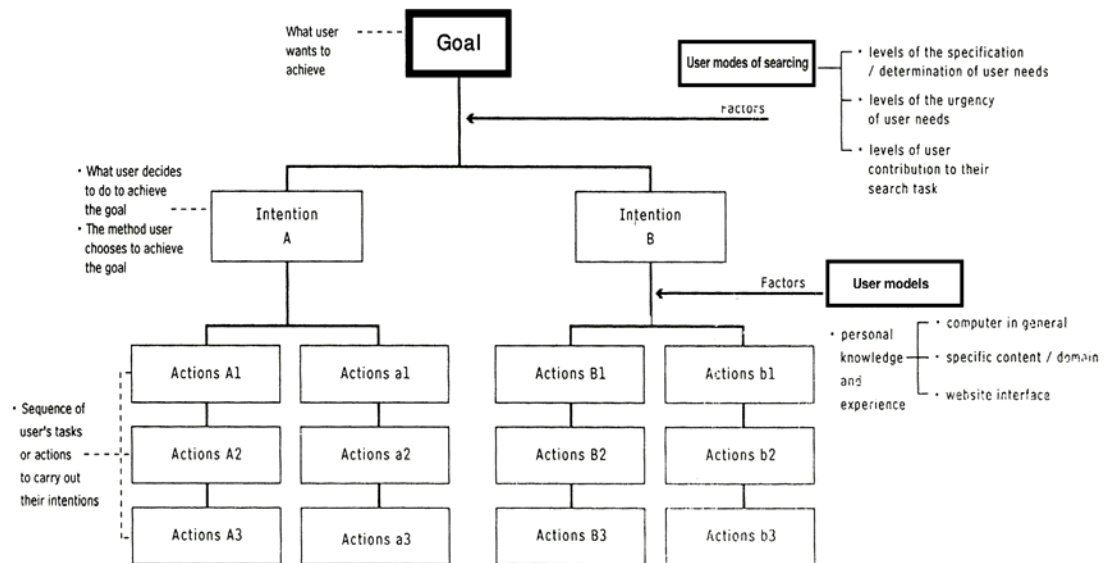 What user
wants to
achieve
Goal
User modes of searcing
• levels of the specification
/ determination of user needs
• levels of the urgency
of user needs
• levels of user
contribution to their
search task
Factors
• What user decides
to do to achieve
the goal
• The method user
chooses to achieve
the goal
Intention
A
Intention
B
Factors
User models
• personal
knowledge
and
experience
• computer in general
• specific content / domain
• website interface
Actions A1
Actions a1
Actions B1
Actions b1
• Sequence of
user's tasks
or actions
to carry out
their intentions
Actions A2
Actions a2
Actions B2
Actions b2
Actions A3
Actions a3
Actions B3
Actions b3